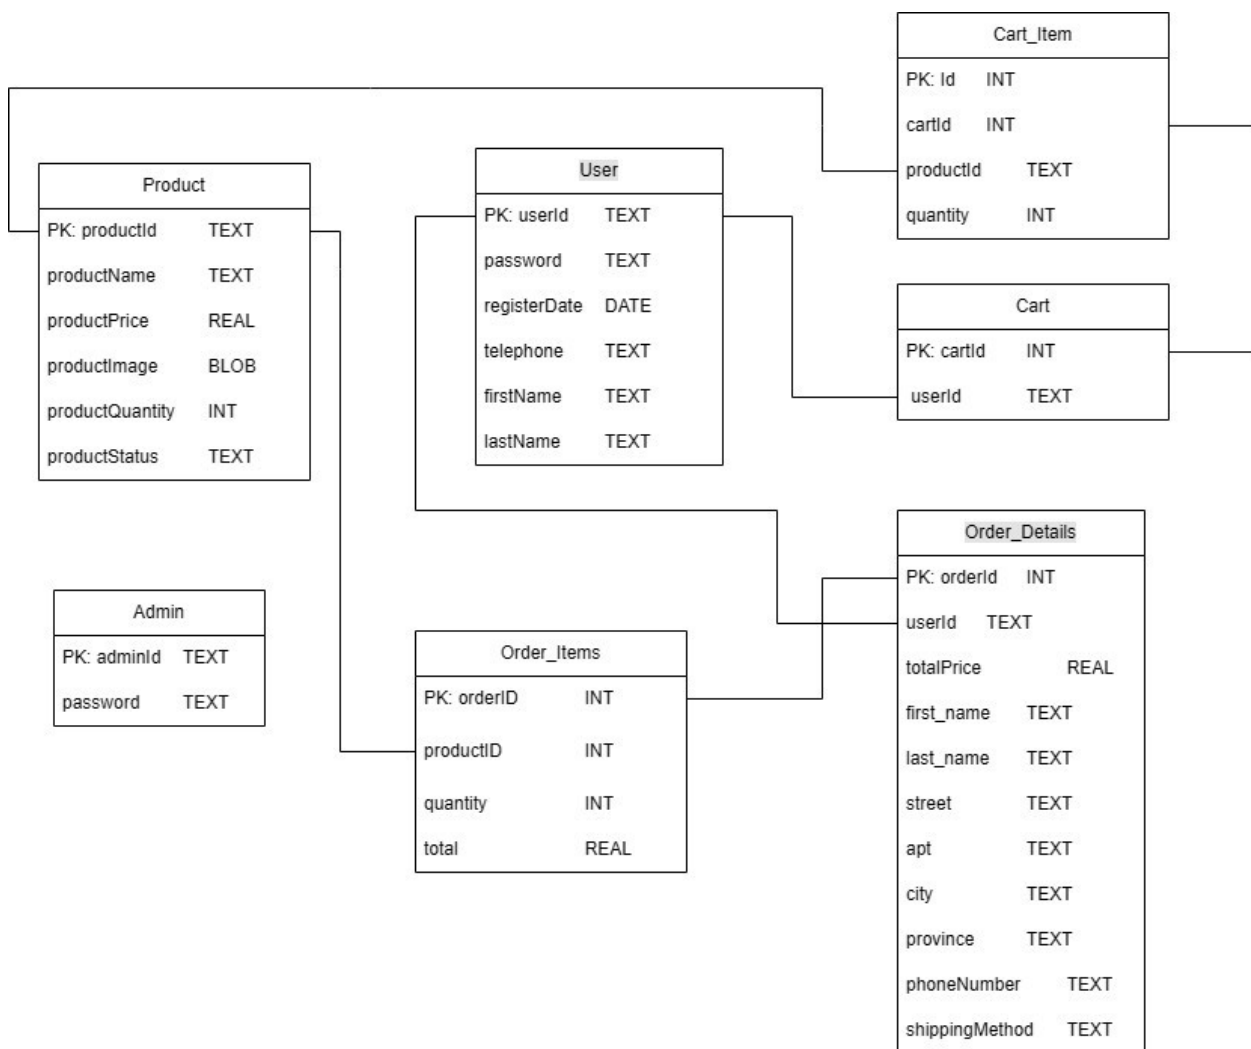 Cart_Item
PK: Id INT
cartId INT
productId TEXT
quantity INT
Product
PK: productId TEXT
productName TEXT
productPrice REAL
productImage BLOB
productQuantity INT
productStatus TEXT
User
PK: userId TEXT
password TEXT
registerDate DATE
telephone TEXT
firstName TEXT
lastName TEXT
Cart
PK: cartId INT
userId TEXT
Admin
PK: adminId TEXT
password TEXT
Order_Items
PK: orderID INT
productID INT
quantity INT
total REAL
Order_Details
PK: orderId INT
userId TEXT
totalPrice REAL
first_name TEXT
last_name TEXT
street TEXT
apt TEXT
city TEXT
province TEXT
phoneNumber TEXT
shippingMethod TEXT